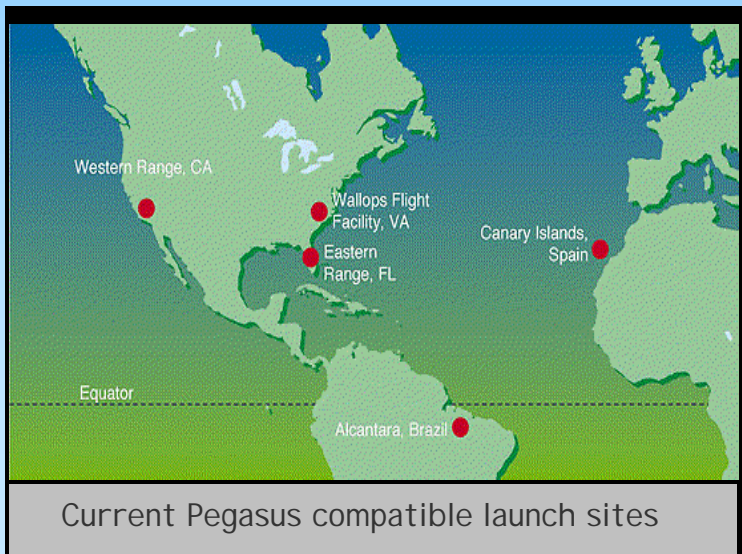 Western Range, CA
Wallops Flight
Facility, VA
Canary Islands,
Spain
Eastern
Range, FL
Equator
Alcantara, Brazil
Current Pegasus compatible launch sites